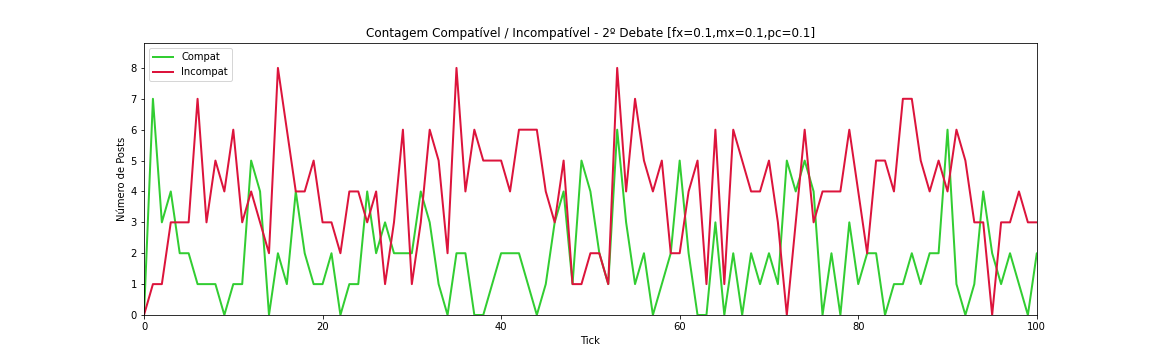 Contagem Compatível / Incompatível - 2º Debate [fx=0.1,mx=0.1,pc=0.1]
Compat
Incompat
8
7
6
5
4
3
2
1
0
Número de Posts
0 20 40 60 80 100
Tick